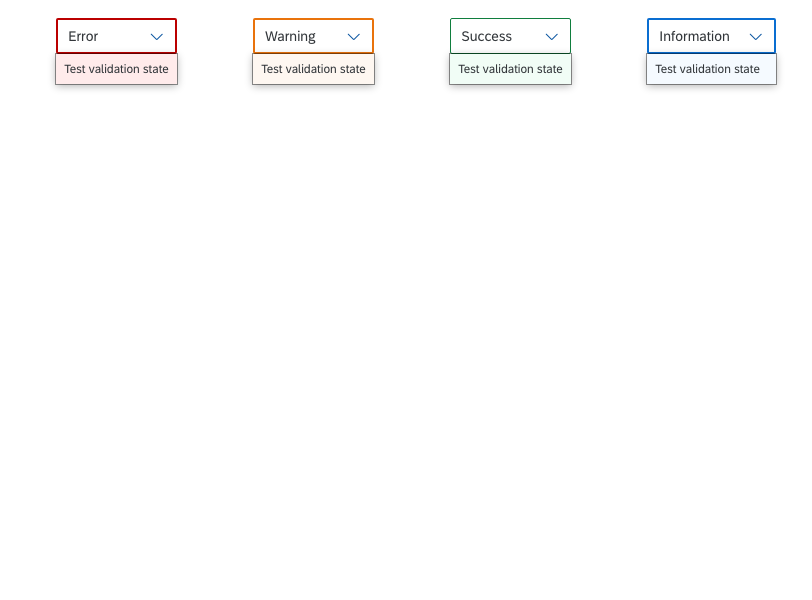 Error
Warning
Success
Information
Test validation state
Test validation state
Test validation state
Test validation state